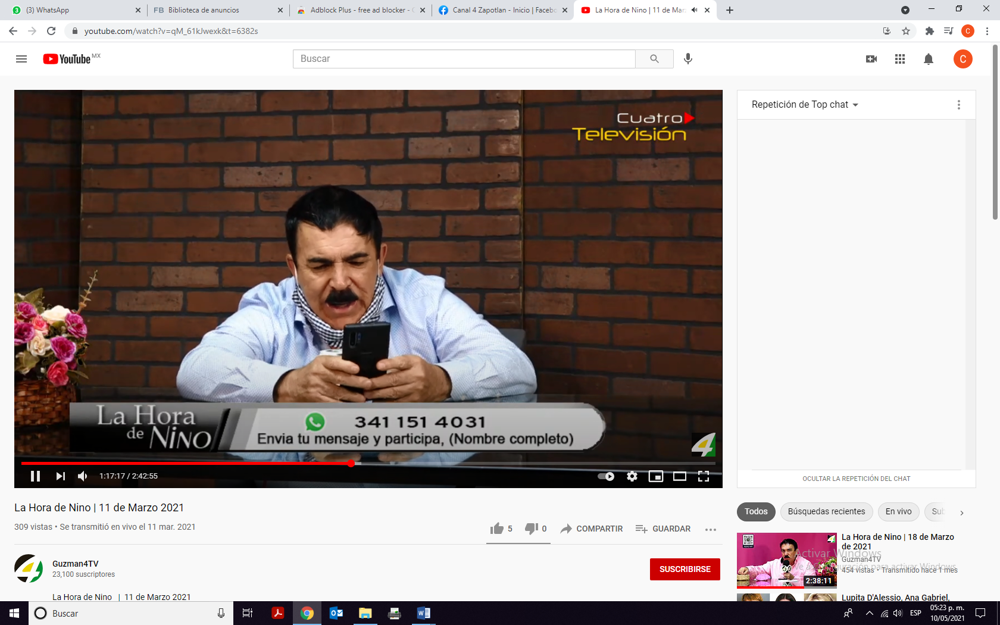 (3) WhatsApp
FB Biblioteca de anuncios
Adblock Plus - free ad blocker -
Canal 4 Zapotlan - Inicio | Facebo
La Hora de Nino | 11 de Mar
youtube.com/watch?v=qM_61kJwexk&t=6382s
C
YouTube MX
Buscar
C
Cuatro
Televisión
Repetición de Top chat
La Hora
de Nino
341 151 4031
Envia tu mensaje y participa, (Nombre completo)
4
1:17:17 / 2:42:55
OCULTAR LA REPETICIÓN DEL CHAT
La Hora de Nino | 11 de Marzo 2021
309 vistas • Se transmitió en vivo el 11 mar. 2021
5
0
COMPARTIR
GUARDAR
Todos
Búsquedas recientes
En vivo
Sub
Guzman4TV
23,100 suscriptores
SUSCRIBIRSE
La Hora de Nino | 11 de Marzo 2021
La Hora de Nino | 18 de Marzo
de 2021
Guzman4TV
454 vistas • Transmitido hace 1 mes
2:38:11
Activar Windows
Ve a Configuración para activar Windows.
Lupita D'Alessio, Ana Gabriel,
Buscar
ESP
05:23 p. m.
10/05/2021